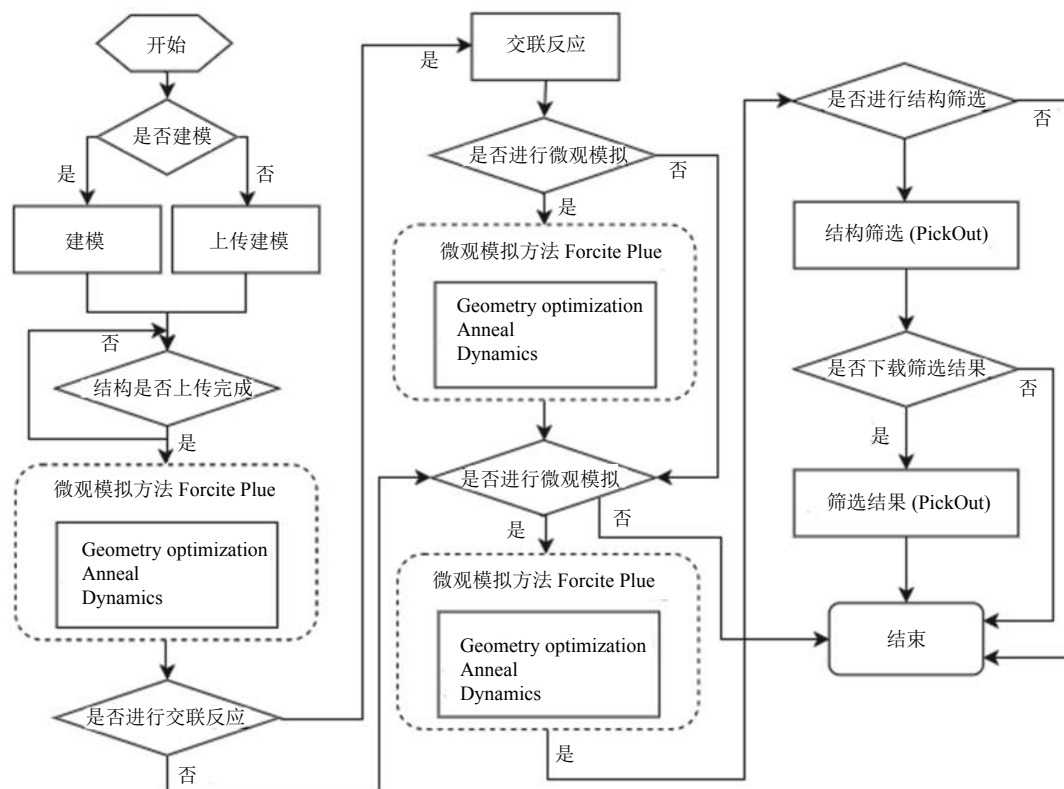 开始
是否建模
是
否
建模
上传建模
否
结构是否上传完成
是
微观模拟方法 Forcite Plue
Geometry optimization
Anneal
Dynamics
是否进行交联反应
否
是
交联反应
是否进行微观模拟
否
是
微观模拟方法 Forcite Plue
Geometry optimization
Anneal
Dynamics
是否进行微观模拟
否
是
微观模拟方法 Forcite Plue
Geometry optimization
Anneal
Dynamics
是
是否进行结构筛选
否
结构筛选 (PickOut)
是否下载筛选结果
否
是
筛选结果 (PickOut)
结束